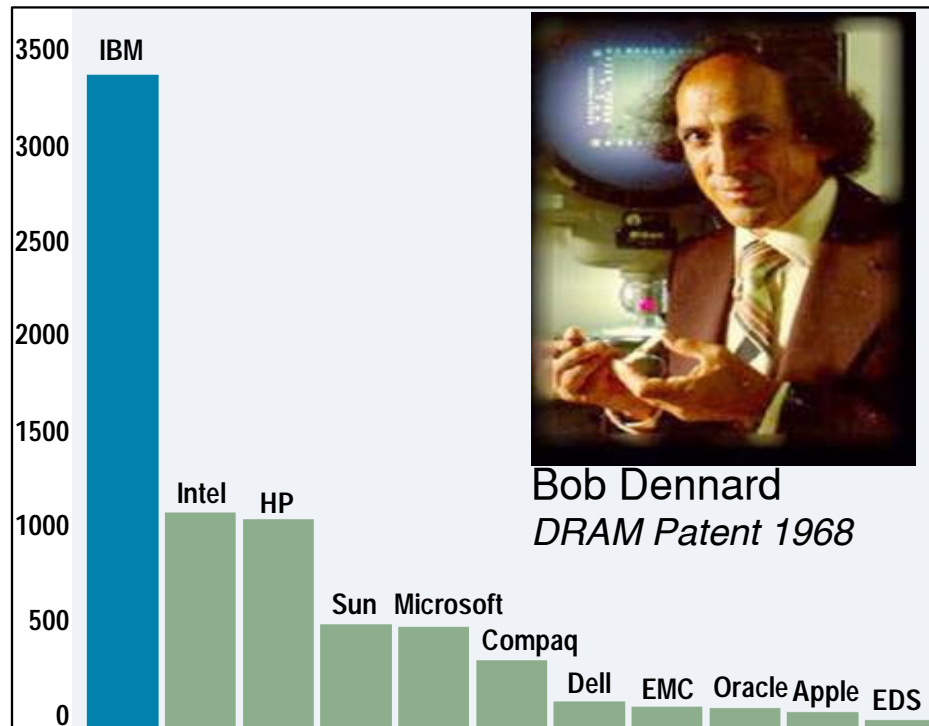 3500
3000
2500
2000
1500
1000
500
0
IBM
Intel
HP
Sun
Microsoft
Compaq
Dell
EMC
Oracle
Apple
EDS
Bob Dennard
DRAM Patent 1968